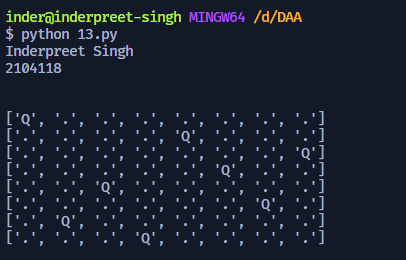 inder@inderpreet-singh MINGW64 /d/DAA
$ python 13.py
Inderpreet Singh
2104118
['Q', '.', '.', '.', '.', '.', '.', '.']
['.', '.', '.', '.', 'Q', '.', '.', '.']
['.', '.', '.', '.', '.', '.', '.', 'Q']
['.', '.', '.', '.', '.', 'Q', '.', '.']
['.', '.', 'Q', '.', '.', '.', '.', '.']
['.', '.', '.', '.', '.', '.', 'Q', '.']
['.', 'Q', '.', '.', '.', '.', '.', '.']
['.', '.', '.', 'Q', '.', '.', '.', '.']